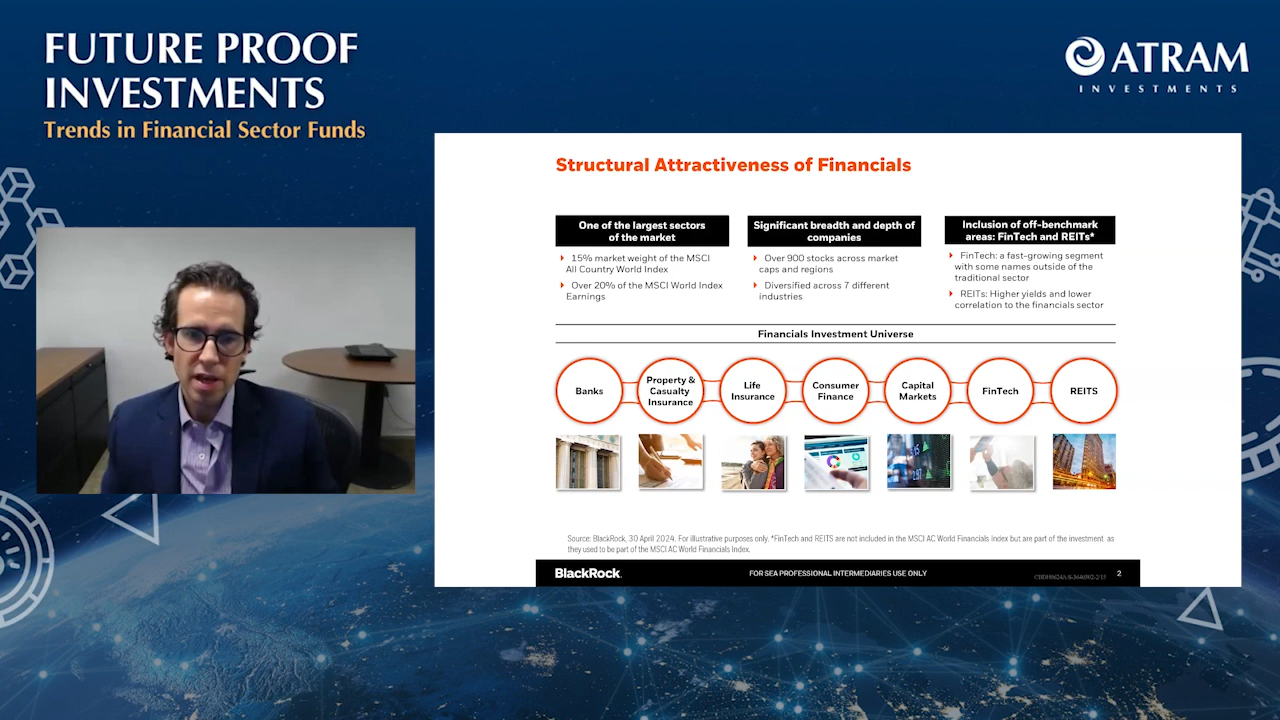 FUTURE PROOF
INVESTMENTS
Trends in Financial Sector Funds
ATRAM
INVESTMENTS
Structural Attractiveness of Financials
One of the largest sectors
of the market
15% market weight of the MSCI
All Country World Index
Over 20% of the MSCI World Index
Earnings
Significant breadth and depth of
companies
Over 900 stocks across market
caps and regions
Diversified across 7 different
industries
Inclusion of off-benchmark
areas: FinTech and REITs*
FinTech: a fast-growing segment
with some names outside of the
traditional sector
REITs: Higher yields and lower
correlation to the financials sector
Financials Investment Universe
Banks
Property &
Casualty
Insurance
Life
Insurance
Consumer
Finance
Capital
Markets
FinTech
REITS
Source: BlackRock, 30 April 2024. For illustrative purposes only. *FinTech and REITS are not included in the MSCI AC World Financials Index but are part of the investment as
they used to be part of the MSCI AC World Financials Index.
BlackRock.
FOR SEA PROFESSIONAL INTERMEDIARIES USE ONLY
2